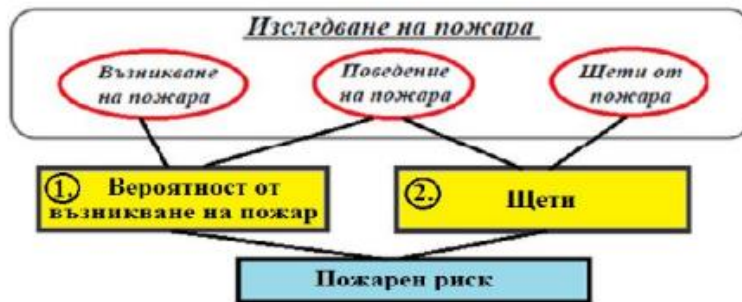 Изследване на пожара
Възникване
на пожара
Поведение
на пожара
Щети от
пожара
1. Вероятност от
възникване на пожар
2. Щети
Пожарен риск